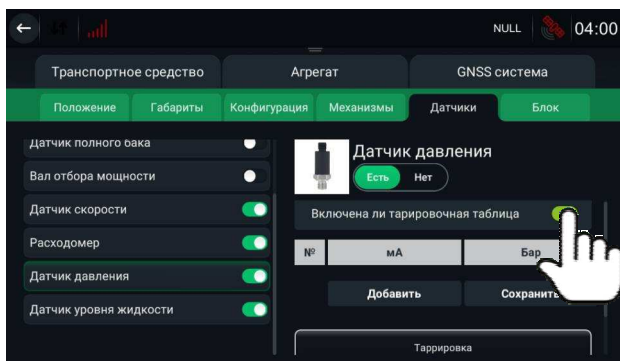 NULL 04:00
Транспортное средство Агрегат GNSS система
Положение Габариты Конфигурация Механизмы Датчики Блок
Датчик полного бака
Вал отбора мощности
Датчик скорости
Расходомер
Датчик давления
Датчик уровня жидкости
Датчик давления
Есть Нет
Включена ли тарировочная таблица
№ мА Бар
Добавить Сохранить
Таррировка